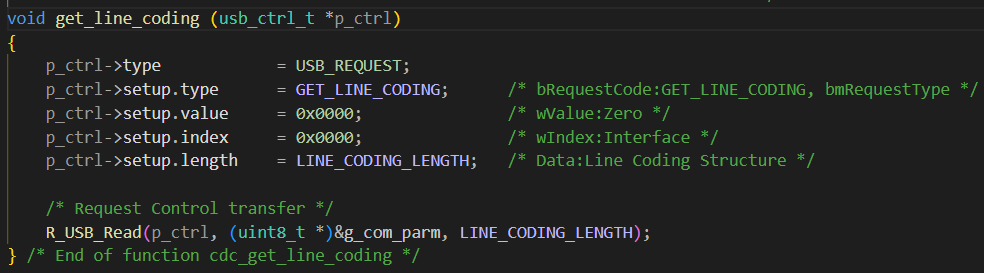 void get_line_coding (usb_ctrl_t *p_ctrl)
{
    p_ctrl->type            = USB_REQUEST;
    p_ctrl->setup.type      = GET_LINE_CODING;      /* bRequestCode:GET_LINE_CODING, bmRequestType */
    p_ctrl->setup.value     = 0x0000;               /* wValue:Zero */
    p_ctrl->setup.index     = 0x0000;               /* wIndex:Interface */
    p_ctrl->setup.length    = LINE_CODING_LENGTH;   /* Data:Line Coding Structure */

    /* Request Control transfer */
    R_USB_Read(p_ctrl, (uint8_t *)&g_com_parm, LINE_CODING_LENGTH);
} /* End of function cdc_get_line_coding */